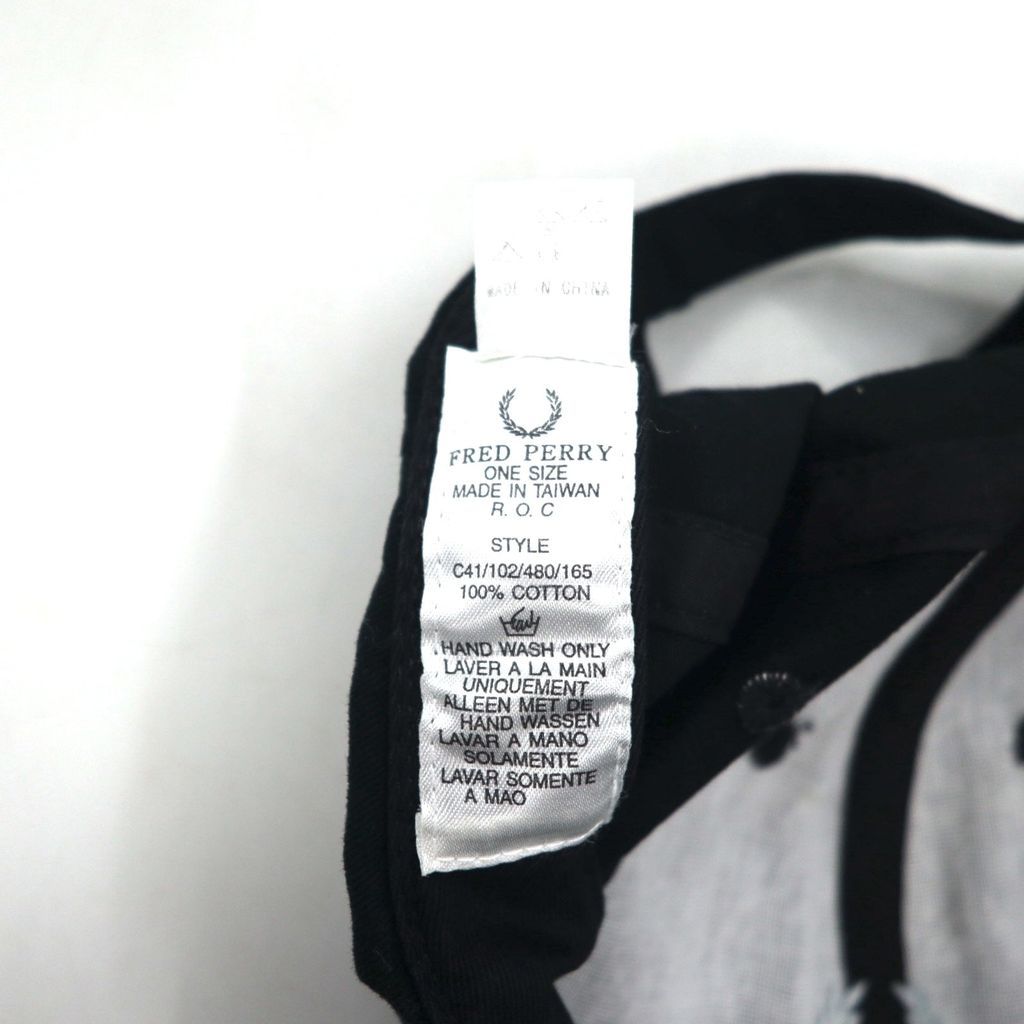 MADE IN CHINA
FRED PERRY
ONE SIZE
MADE IN TAIWAN
R. O. C
STYLE
C41/102/480/165
100% COTTON
HAND WASH ONLY
LAVER A LA MAIN
UNIQUEMENT
ALLEEN MET DE
HAND WASSEN
LAVAR A MANO
SOLAMENTE
LAVAR SOMENTE
A MAO